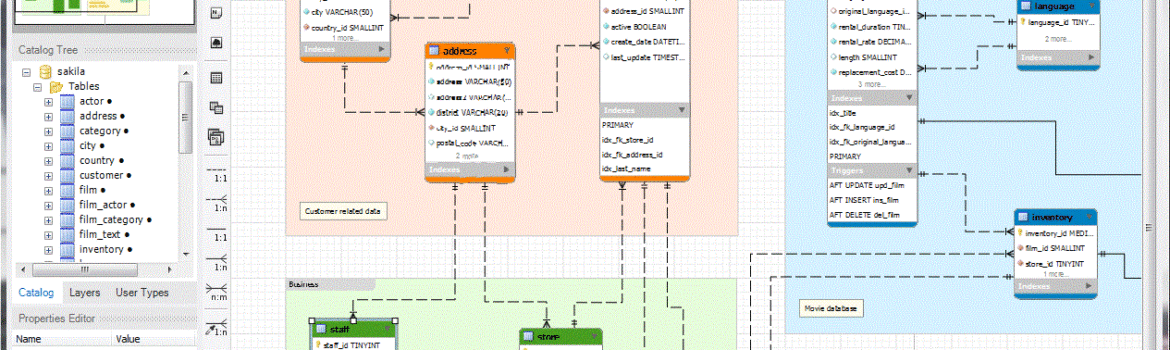 Catalog Tree
sakila
Tables
actor
address
category
city
country
customer
film
film_actor
film_category
film_text
inventory
Catalog
Layers
User Types
Properties Editor
Name
Value
1:1
1:n
1:1
1:n
n:m
1:n
city VARCHAR(50)
country_id SMALLINT
1 more...
Indexes
address
address VARCHAR(50)
address2 VARCHAR(...
district VARCHAR(20)
city_id SMALLINT
postal_code VARCH...
2 more...
Indexes
Customer related data
address_id SMALLINT
active BOOLEAN
create_date DATETI...
last_update TIMEST...
Indexes
PRIMARY
idx_fk_store_id
idx_fk_address_id
idx_last_name
Business
staff
staff_id TINYINT
store
original_language_i...
rental_duration TIN...
rental_rate DECIMA...
length SMALLINT
replacement_cost D...
3 more...
Indexes
idx_title
idx_fk_language_id
idx_fk_original_langua...
PRIMARY
Triggers
AFT UPDATE upd_film
AFT INSERT ins_film
AFT DELETE del_film
language
language_id TINY...
2 more...
Indexes
inventory
inventory_id MEDI...
film_id SMALLINT
store_id TINYINT
1 more...
Indexes
Movie database